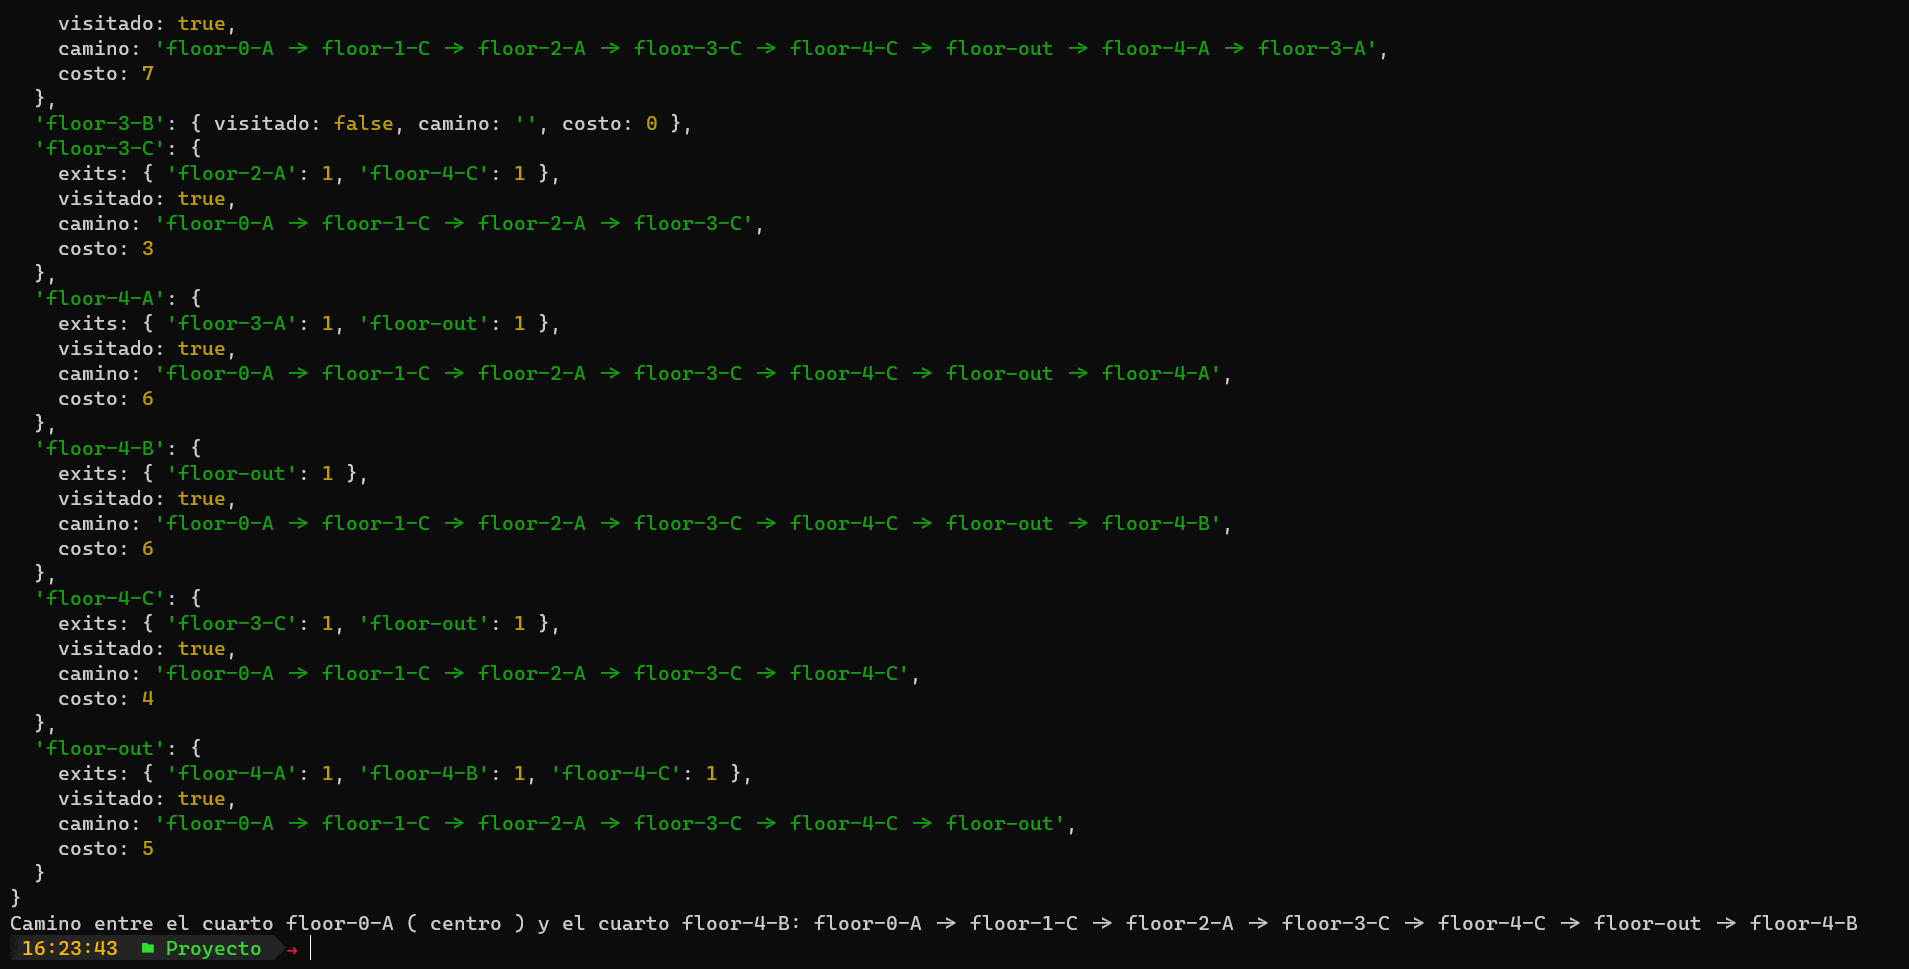 visitado: true,
    camino: 'floor-0-A -> floor-1-C -> floor-2-A -> floor-3-C -> floor-4-C -> floor-out -> floor-4-A -> floor-3-A',
    costo: 7
  },
  'floor-3-B': { visitado: false, camino: '', costo: 0 },
  'floor-3-C': {
    exits: { 'floor-2-A': 1, 'floor-4-C': 1 },
    visitado: true,
    camino: 'floor-0-A -> floor-1-C -> floor-2-A -> floor-3-C',
    costo: 3
  },
  'floor-4-A': {
    exits: { 'floor-3-A': 1, 'floor-out': 1 },
    visitado: true,
    camino: 'floor-0-A -> floor-1-C -> floor-2-A -> floor-3-C -> floor-4-C -> floor-out -> floor-4-A',
    costo: 6
  },
  'floor-4-B': {
    exits: { 'floor-out': 1 },
    visitado: true,
    camino: 'floor-0-A -> floor-1-C -> floor-2-A -> floor-3-C -> floor-4-C -> floor-out -> floor-4-B',
    costo: 6
  },
  'floor-4-C': {
    exits: { 'floor-3-C': 1, 'floor-out': 1 },
    visitado: true,
    camino: 'floor-0-A -> floor-1-C -> floor-2-A -> floor-3-C -> floor-4-C',
    costo: 4
  },
  'floor-out': {
    exits: { 'floor-4-A': 1, 'floor-4-B': 1, 'floor-4-C': 1 },
    visitado: true,
    camino: 'floor-0-A -> floor-1-C -> floor-2-A -> floor-3-C -> floor-4-C -> floor-out',
    costo: 5
  }
}
Camino entre el cuarto floor-0-A ( centro ) y el cuarto floor-4-B: floor-0-A -> floor-1-C -> floor-2-A -> floor-3-C -> floor-4-C -> floor-out -> floor-4-B
16:23:43 Proyecto →